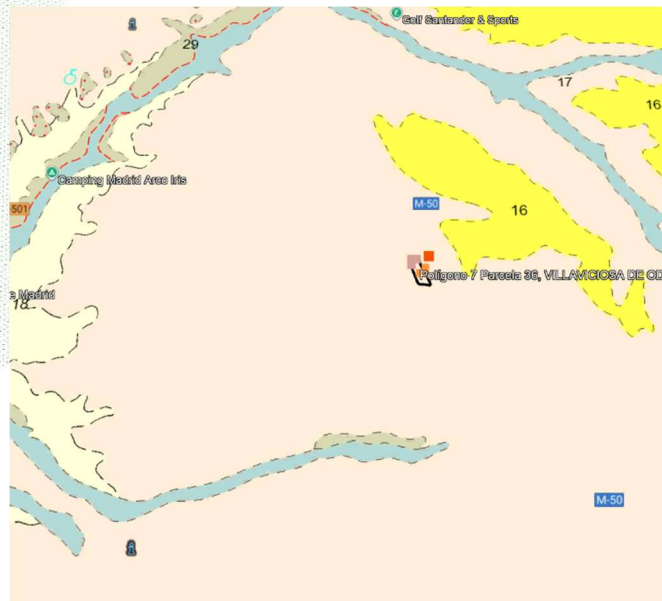 Golf Santander & Sports
29
17
16
Camping Madrid Arco Iris
M-50
16
501
Polígono 7 Parcela 36, VILLAVICIOSA DE OD
e Madrid
18
M-50